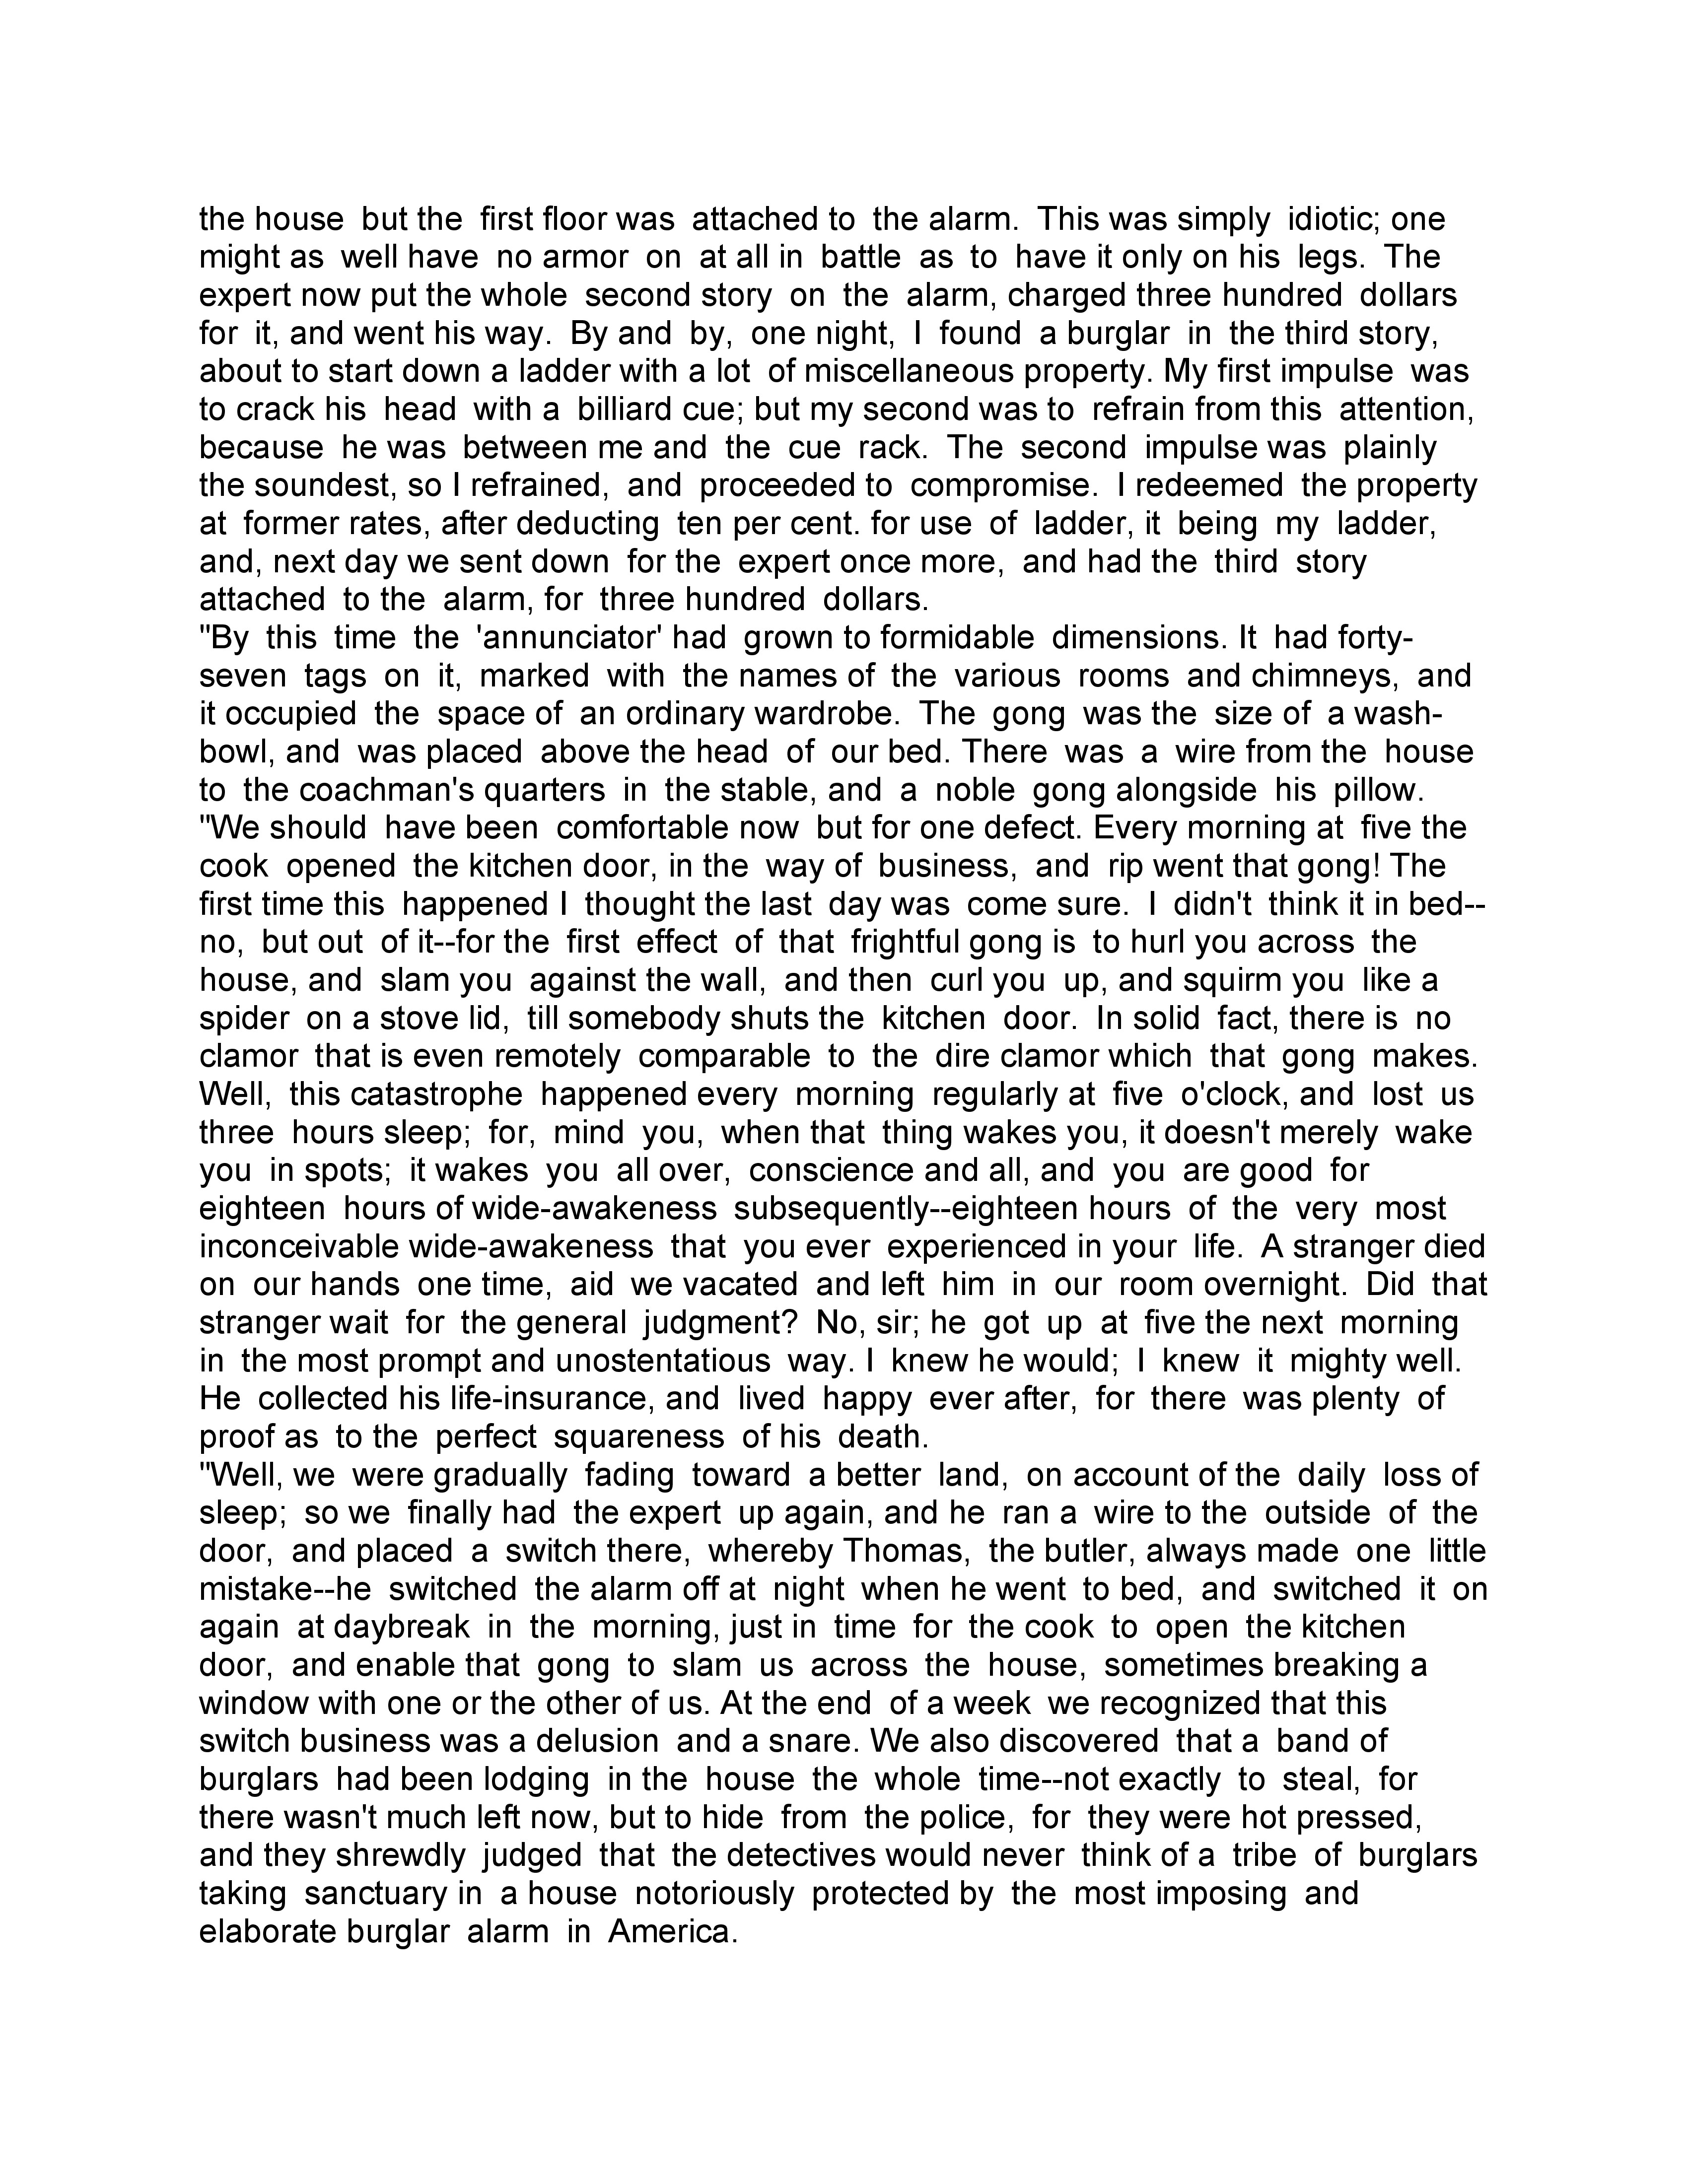 the house but the first floor was attached to the alarm. This was simply idiotic; one
might as well have no armor on at all in battle as to have it only on his legs. The
expert now put the whole second story on the alarm, charged three hundred dollars
for it, and went his way. By and by, one night, I found a burglar in the third story,
about to start down a ladder with a lot of miscellaneous property. My first impulse was
to crack his head with a billiard cue; but my second was to refrain from this attention,
because he was between me and the cue rack. The second impulse was plainly
the soundest, so I refrained, and proceeded to compromise. I redeemed the property
at former rates, after deducting ten per cent. for use of ladder, it being my ladder,
and, next day we sent down for the expert once more, and had the third story
attached to the alarm, for three hundred dollars.
"By this time the 'annunciator' had grown to formidable dimensions. It had forty-
seven tags on it, marked with the names of the various rooms and chimneys, and
it occupied the space of an ordinary wardrobe. The gong was the size of a wash-
bowl, and was placed above the head of our bed. There was a wire from the house
to the coachman's quarters in the stable, and a noble gong alongside his pillow.
"We should have been comfortable now but for one defect. Every morning at five the
cook opened the kitchen door, in the way of business, and rip went that gong! The
first time this happened I thought the last day was come sure. I didn't think it in bed--
no, but out of it--for the first effect of that frightful gong is to hurl you across the
house, and slam you against the wall, and then curl you up, and squirm you like a
spider on a stove lid, till somebody shuts the kitchen door. In solid fact, there is no
clamor that is even remotely comparable to the dire clamor which that gong makes.
Well, this catastrophe happened every morning regularly at five o'clock, and lost us
three hours sleep; for, mind you, when that thing wakes you, it doesn't merely wake
you in spots; it wakes you all over, conscience and all, and you are good for
eighteen hours of wide-awakeness subsequently--eighteen hours of the very most
inconceivable wide-awakeness that you ever experienced in your life. A stranger died
on our hands one time, aid we vacated and left him in our room overnight. Did that
stranger wait for the general judgment? No, sir; he got up at five the next morning
in the most prompt and unostentatious way. I knew he would; I knew it mighty well.
He collected his life-insurance, and lived happy ever after, for there was plenty of
proof as to the perfect squareness of his death.
"Well, we were gradually fading toward a better land, on account of the daily loss of
sleep; so we finally had the expert up again, and he ran a wire to the outside of the
door, and placed a switch there, whereby Thomas, the butler, always made one little
mistake--he switched the alarm off at night when he went to bed, and switched it on
again at daybreak in the morning, just in time for the cook to open the kitchen
door, and enable that gong to slam us across the house, sometimes breaking a
window with one or the other of us. At the end of a week we recognized that this
switch business was a delusion and a snare. We also discovered that a band of
burglars had been lodging in the house the whole time--not exactly to steal, for
there wasn't much left now, but to hide from the police, for they were hot pressed,
and they shrewdly judged that the detectives would never think of a tribe of burglars
taking sanctuary in a house notoriously protected by the most imposing and
elaborate burglar alarm in America.